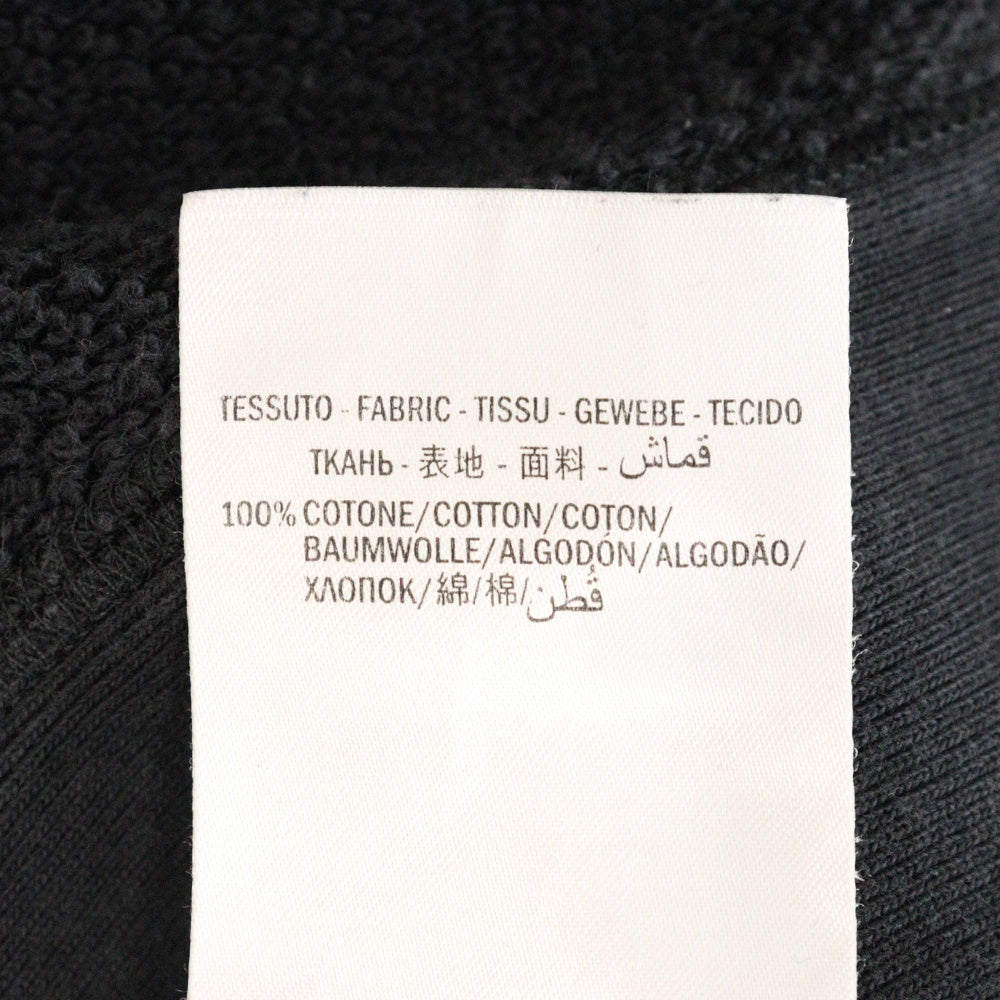 TESSUTO - FABRIC - TISSU - GEWEBE - TECIDO
ТКАНЬ - 表地 - 面料 - قماش
100% COTONE/COTTON/COTON/
BAUMWOLLE/ALGODÓN/ALGODÃO/
ХЛОПОК/綿/棉/قُطن